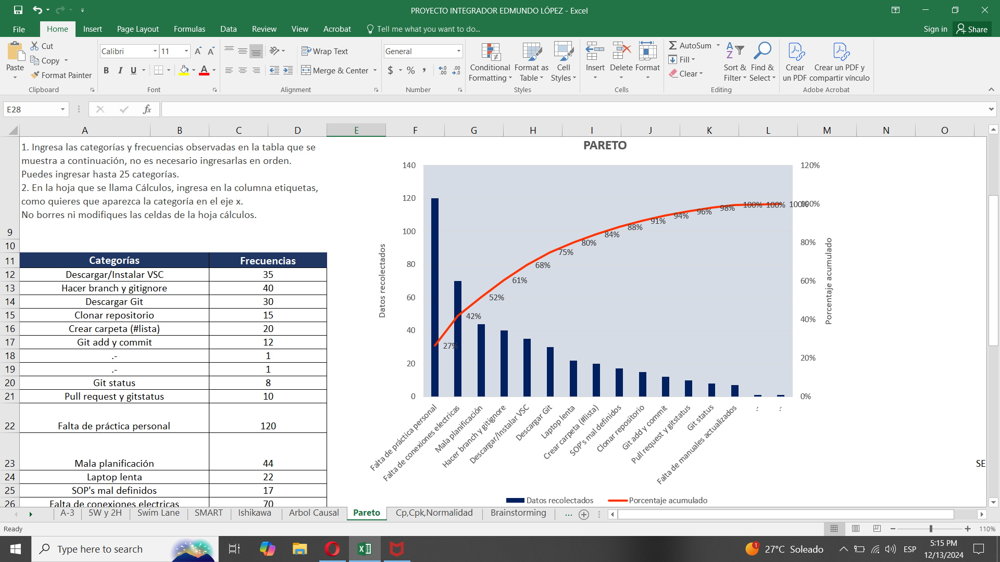 PROYECTO INTEGRADOR EDMUNDO LÓPEZ - Excel
File Home Insert Page Layout Formulas Data Review View Acrobat Tell me what you want to do... Sign in Share
Paste
Cut
Copy
Format Painter
Clipboard
Calibri 11
B I U
Font
Wrap Text
Merge & Center
Alignment
General
$ % ,
Number
Conditional Formatting
Format as Table
Cell Styles
Styles
Insert Delete Format
Cells
AutoSum
Fill
Clear
Sort & Filter
Find & Select
Editing
Crear un PDF
Crear un PDF y compartir vínculo
Adobe Acrobat
E28
fx
A B C D E F G H I J K L M N O
1. Ingresa las categorías y frecuencias observadas en la tabla que se
muestra a continuación, no es necesario ingresarlas en orden.
Puedes ingresar hasta 25 categorías.
2. En la hoja que se llama Cálculos, ingresa en la columna etiquetas,
como quieres que aparezca la categoría en el eje x.
No borres ni modifiques las celdas de la hoja cálculos.
9
10
11 Categorías Frecuencias
12 Descargar/Instalar VSC 35
13 Hacer branch y gitignore 40
14 Descargar Git 30
15 Clonar repositorio 15
16 Crear carpeta (#lista) 20
17 Git add y commit 12
18 .- 1
19 .- 1
20 Git status 8
21 Pull request y gitstatus 10
22 Falta de práctica personal 120
23 Mala planificación 44
24 Laptop lenta 22
25 SOP's mal definidos 17
26 Falta de conexiones electricas 70
PARETO
Datos recolectados
140
120
100
80
60
40
20
0
27% 42% 52% 61% 68% 75% 80% 84% 88% 91% 94% 96% 98% 100% 100% 100%
120%
100%
80%
60%
40%
20%
0%
Porcentaje acumulado
Falta de práctica personal
Falta de conexiones electricas
Mala planificación
Hacer branch y gitignore
Descargar/Instalar VSC
Descargar Git
Laptop lenta
Crear carpeta (#lista)
SOP's mal definidos
Clonar repositorio
Git add y commit
Pull request y gitstatus
Git status
Falta de manuales actualizados
.-
.-
Datos recolectados Porcentaje acumulado
SE
A-3 5W y 2H Swim Lane SMART Ishikawa Arbol Causal Pareto Cp,Cpk,Normalidad Brainstorming ...
Ready
110%
Type here to search
1
27°C Soleado
ESP
5:15 PM
12/13/2024